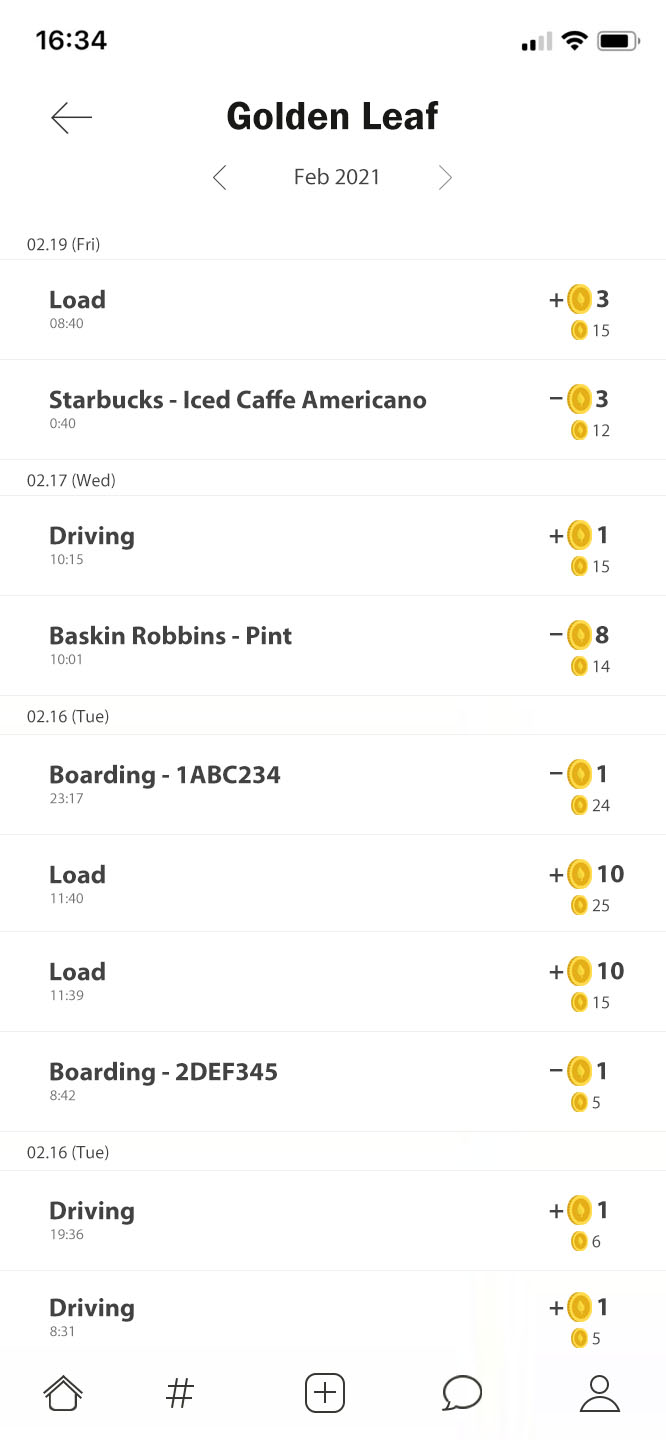 16:34
Golden Leaf
Feb 2021
02.19 (Fri)
Load
+ 3
08:40
15
Starbucks - Iced Caffe Americano
− 3
0:40
12
02.17 (Wed)
Driving
+ 1
10:15
15
Baskin Robbins - Pint
− 8
10:01
14
02.16 (Tue)
Boarding - 1ABC234
− 1
23:17
24
Load
+ 10
11:40
25
Load
+ 10
11:39
15
Boarding - 2DEF345
− 1
8:42
5
02.16 (Tue)
Driving
+ 1
19:36
6
Driving
+ 1
8:31
5
#